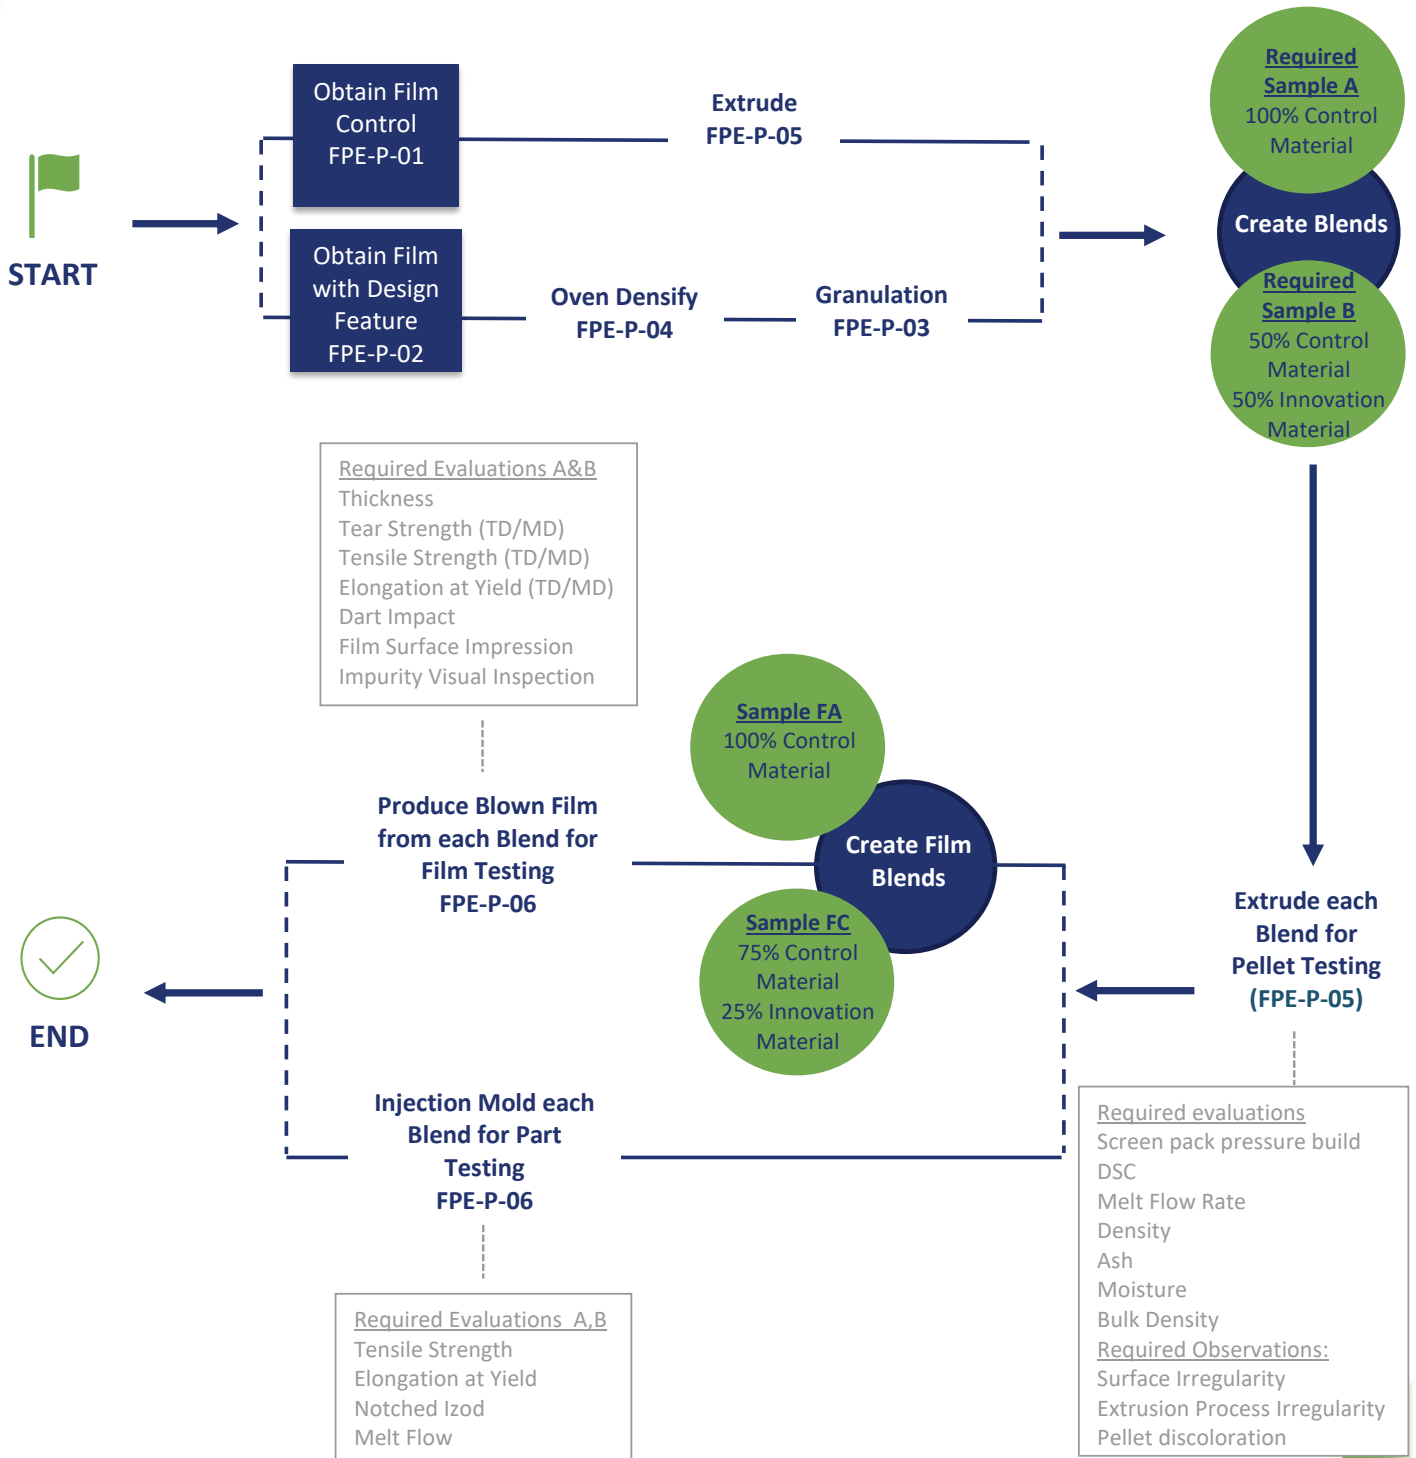 START
Obtain Film
Control
FPE-P-01
Extrude
FPE-P-05
Obtain Film
with Design
Feature
FPE-P-02
Oven Densify
FPE-P-04
Granulation
FPE-P-03
Required
Sample A
100% Control
Material
Create Blends
Required
Sample B
50% Control
Material
50% Innovation
Material
Extrude each
Blend for
Pellet Testing
(FPE-P-05)
Required evaluations
Screen pack pressure build
DSC
Melt Flow Rate
Density
Ash
Moisture
Bulk Density
Required Observations:
Surface Irregularity
Extrusion Process Irregularity
Pellet discoloration
Sample FA
100% Control
Material
Create Film
Blends
Sample FC
75% Control
Material
25% Innovation
Material
Required Evaluations A&B
Thickness
Tear Strength (TD/MD)
Tensile Strength (TD/MD)
Elongation at Yield (TD/MD)
Dart Impact
Film Surface Impression
Impurity Visual Inspection
Produce Blown Film
from each Blend for
Film Testing
FPE-P-06
Injection Mold each
Blend for Part
Testing
FPE-P-06
Required Evaluations A,B
Tensile Strength
Elongation at Yield
Notched Izod
Melt Flow
END